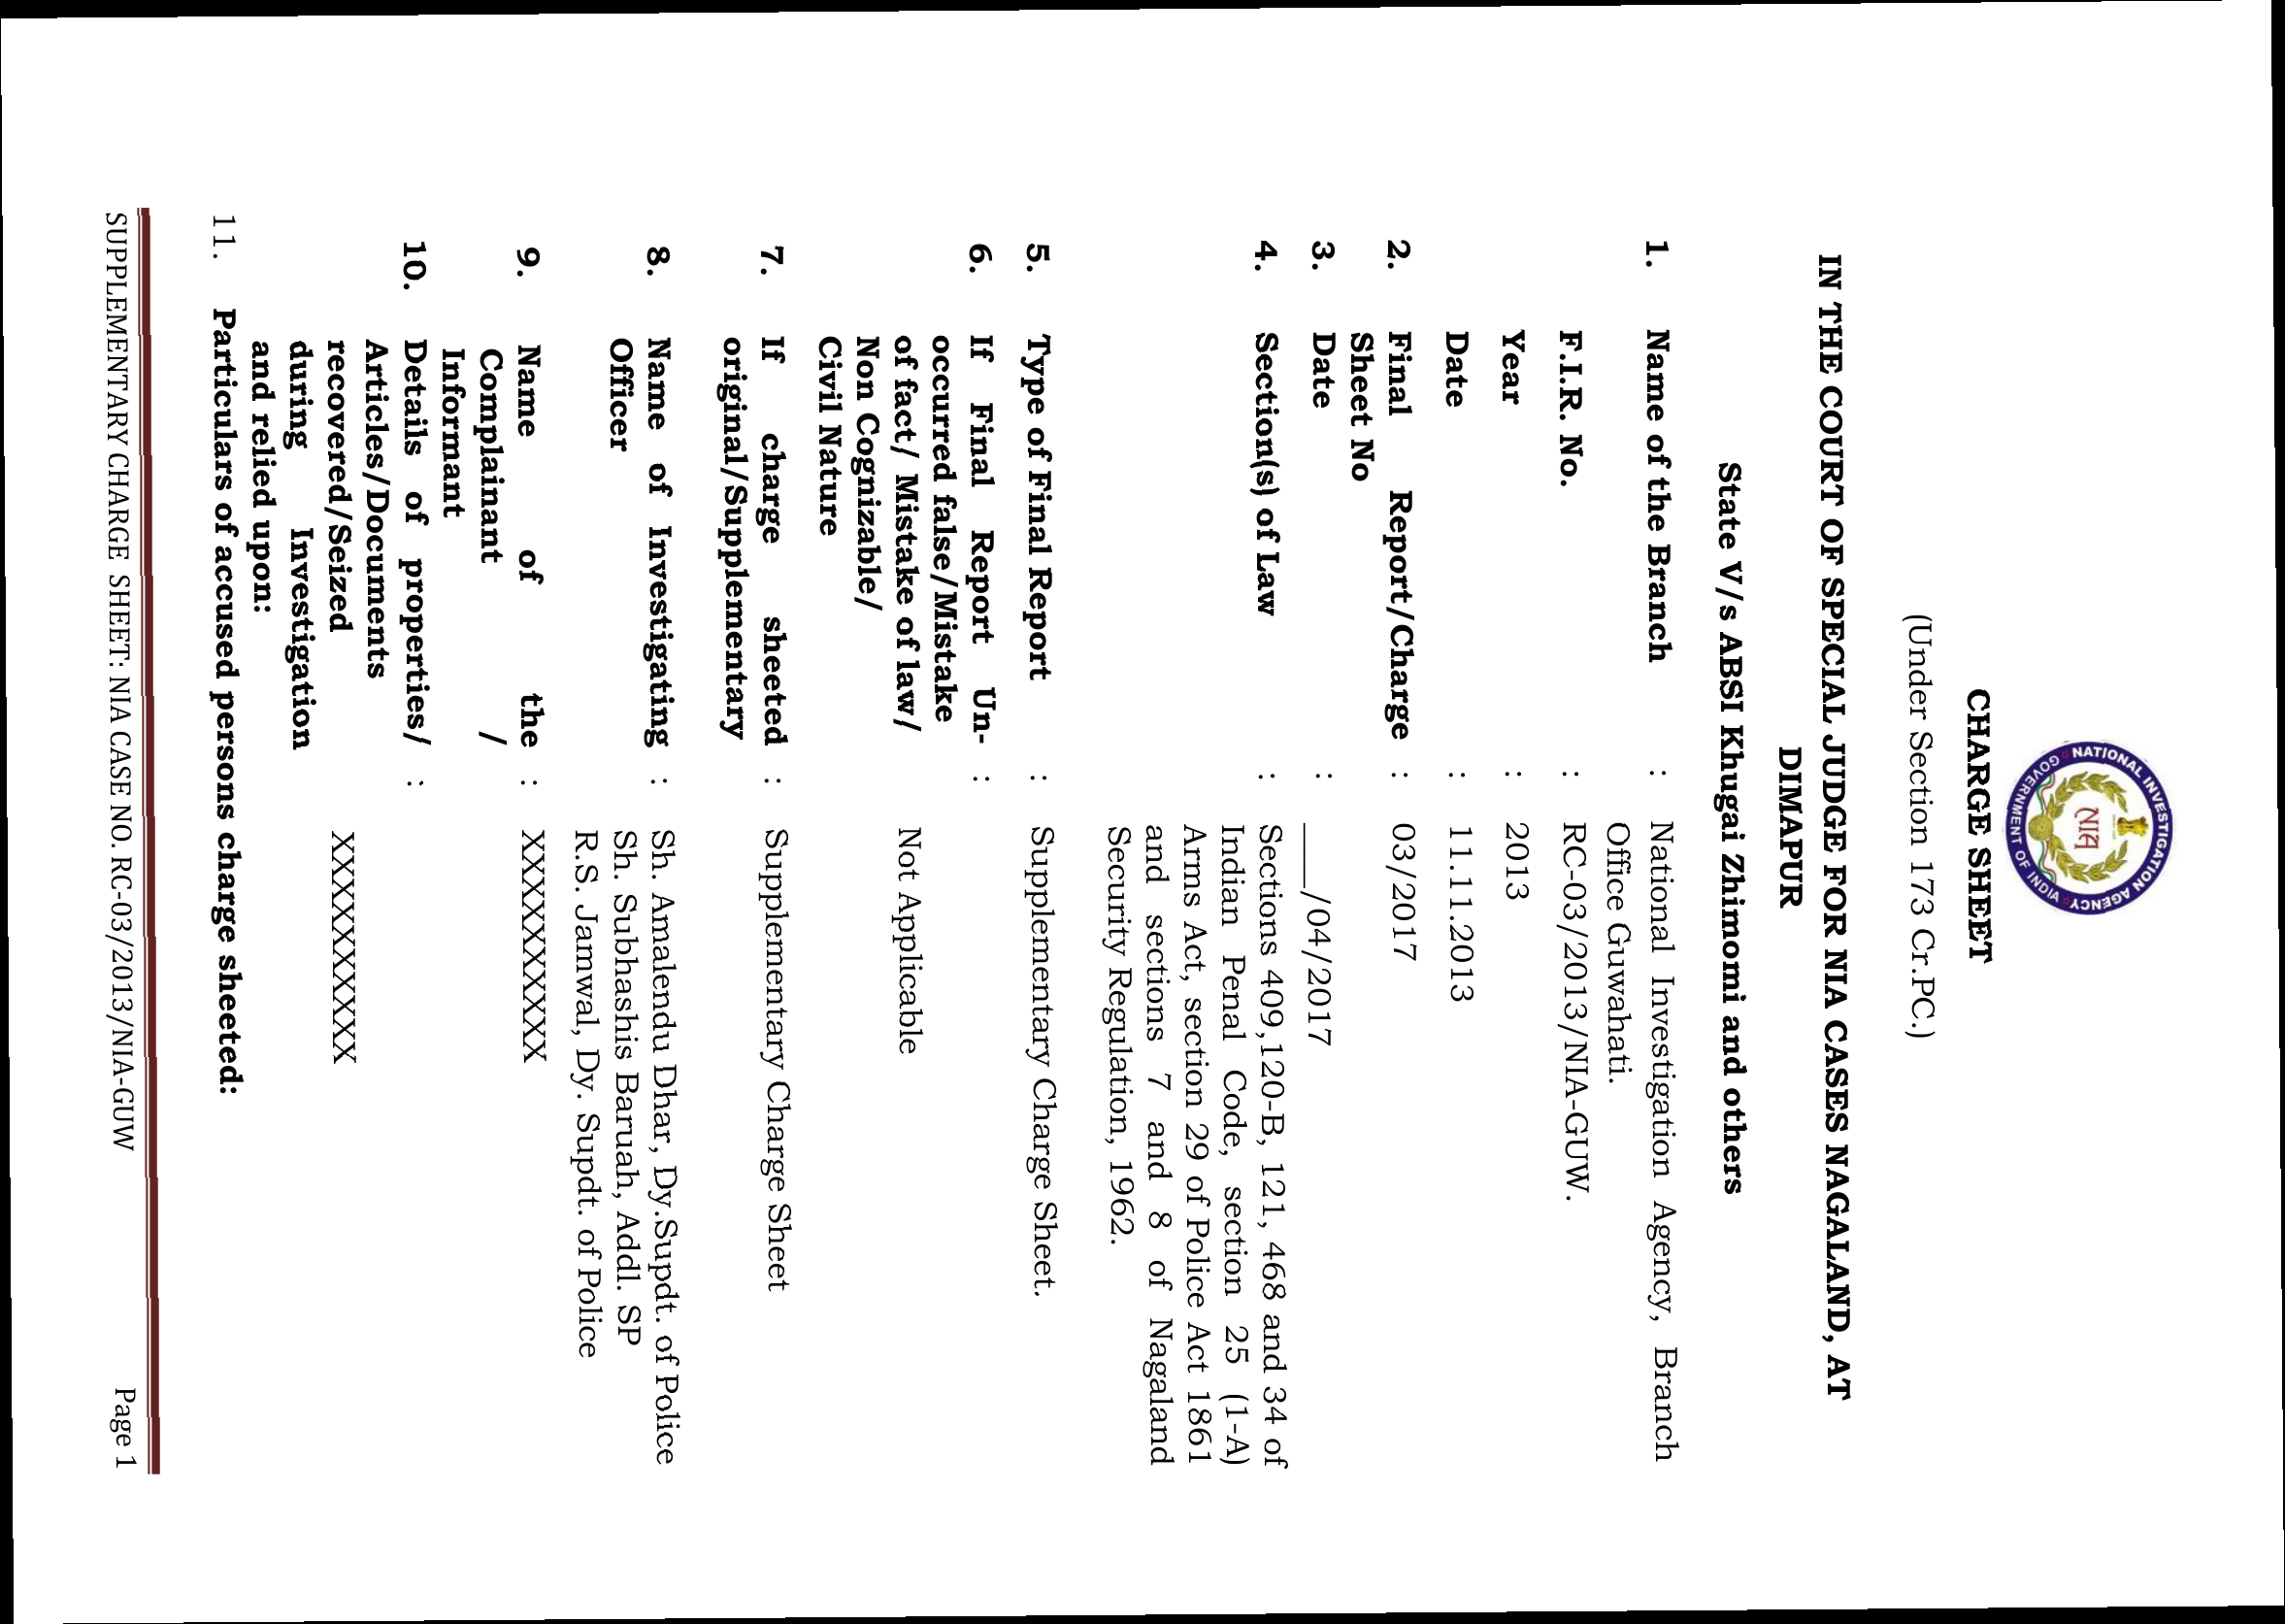 NATIONAL INVESTIGATION AGENCY
GOVERNMENT OF INDIA
NIA
CHARGE SHEET
(Under Section 173 Cr.PC.)
IN THE COURT OF SPECIAL JUDGE FOR NIA CASES NAGALAND, AT
DIMAPUR
State V/s ABSI Khugai Zhimomi and others
1. Name of the Branch : National Investigation Agency, Branch
Office Guwahati.
F.I.R. No. : RC-03/2013/NIA-GUW.
Year : 2013
Date : 11.11.2013
2. Final Report/Charge : 03/2017
Sheet No
3. Date : ___/04/2017
4. Section(s) of Law : Sections 409,120-B, 121, 468 and 34 of
Indian Penal Code, section 25 (1-A)
Arms Act, section 29 of Police Act 1861
and sections 7 and 8 of Nagaland
Security Regulation, 1962.
5. Type of Final Report : Supplementary Charge Sheet.
6. If Final Report Un- :
occurred false/Mistake
of fact/ Mistake of law/ Not Applicable
Non Cognizable/
Civil Nature
7. If charge sheeted : Supplementary Charge Sheet
original/Supplementary
8. Name of Investigating : Sh. Amalendu Dhar, Dy.Supdt. of Police
Officer Sh. Subhashis Baruah, Addl. SP
R.S. Jamwal, Dy. Supdt. of Police
9. Name of the : XXXXXXXXXX
Complainant /
Informant
10. Details of properties/ :
Articles/Documents
recovered/Seized XXXXXXXXXX
during Investigation
and relied upon:
11. Particulars of accused persons charge sheeted:
SUPPLEMENTARY CHARGE SHEET: NIA CASE NO. RC-03/2013/NIA-GUW Page 1